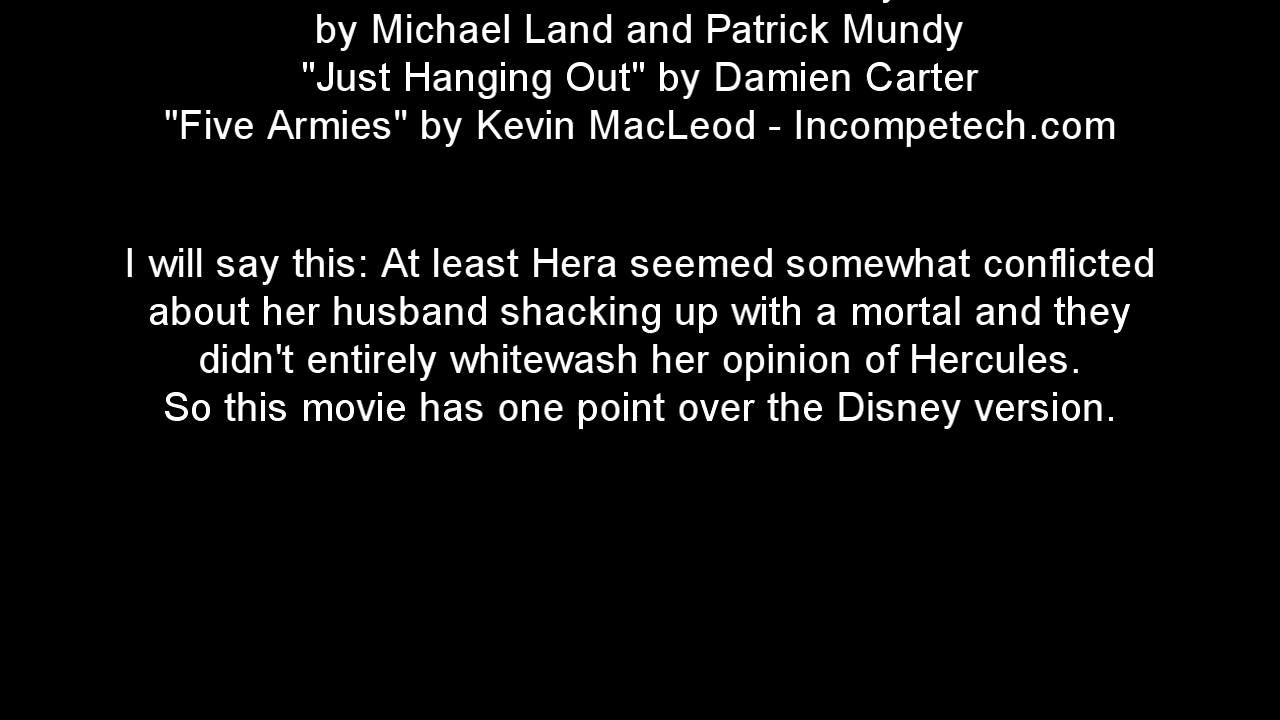 by Michael Land and Patrick Mundy
"Just Hanging Out" by Damien Carter
"Five Armies" by Kevin MacLeod - Incompetech.com
I will say this: At least Hera seemed somewhat conflicted
about her husband shacking up with a mortal and they
didn't entirely whitewash her opinion of Hercules.
So this movie has one point over the Disney version.